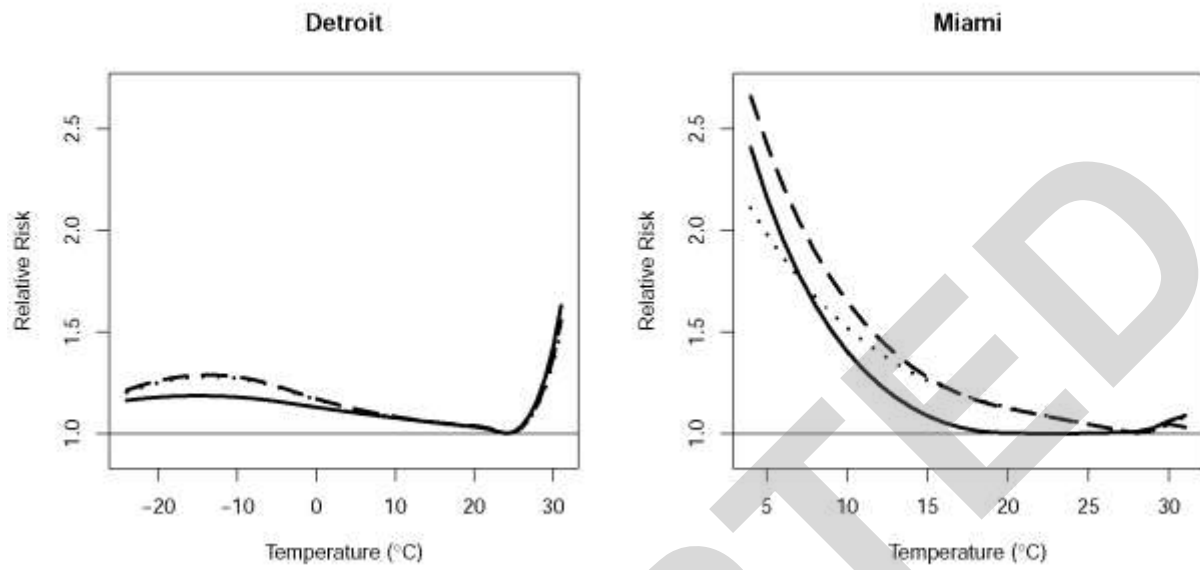 Detroit
Relative Risk
1.0 1.5 2.0 2.5
−20 −10 0 10 20 30
Temperature (°C)
Miami
Relative Risk
1.0 1.5 2.0 2.5
5 10 15 20 25 30
Temperature (°C)
PTED